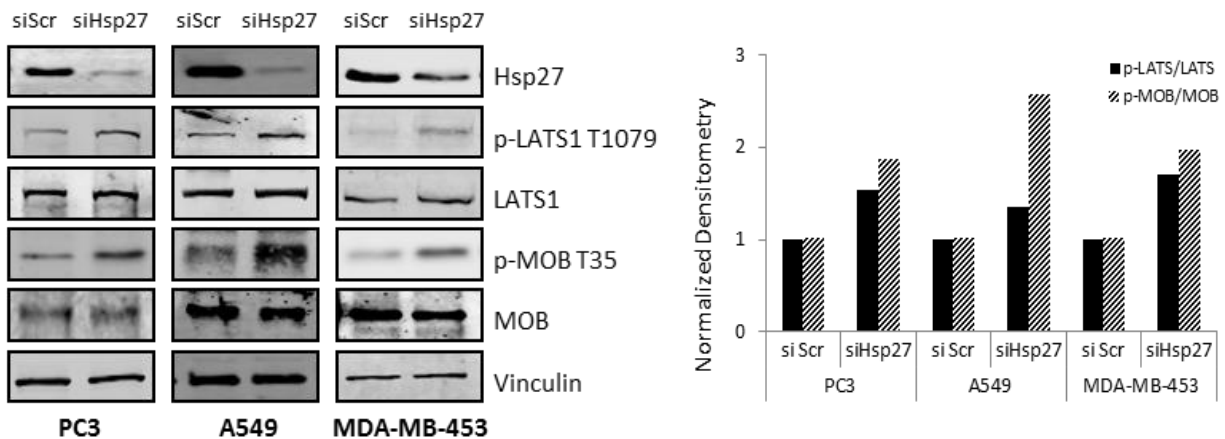 siScr siHsp27 siScr siHsp27 siScr siHsp27
Hsp27
p-LATS1 T1079
LATS1
p-MOB T35
MOB
Vinculin
PC3 A549 MDA-MB-453
Normalized Densitometry
3
2
1
0
p-LATS/LATS
p-MOB/MOB
si Scr siHsp27 si Scr siHsp27 si Scr siHsp27
PC3 A549 MDA-MB-453